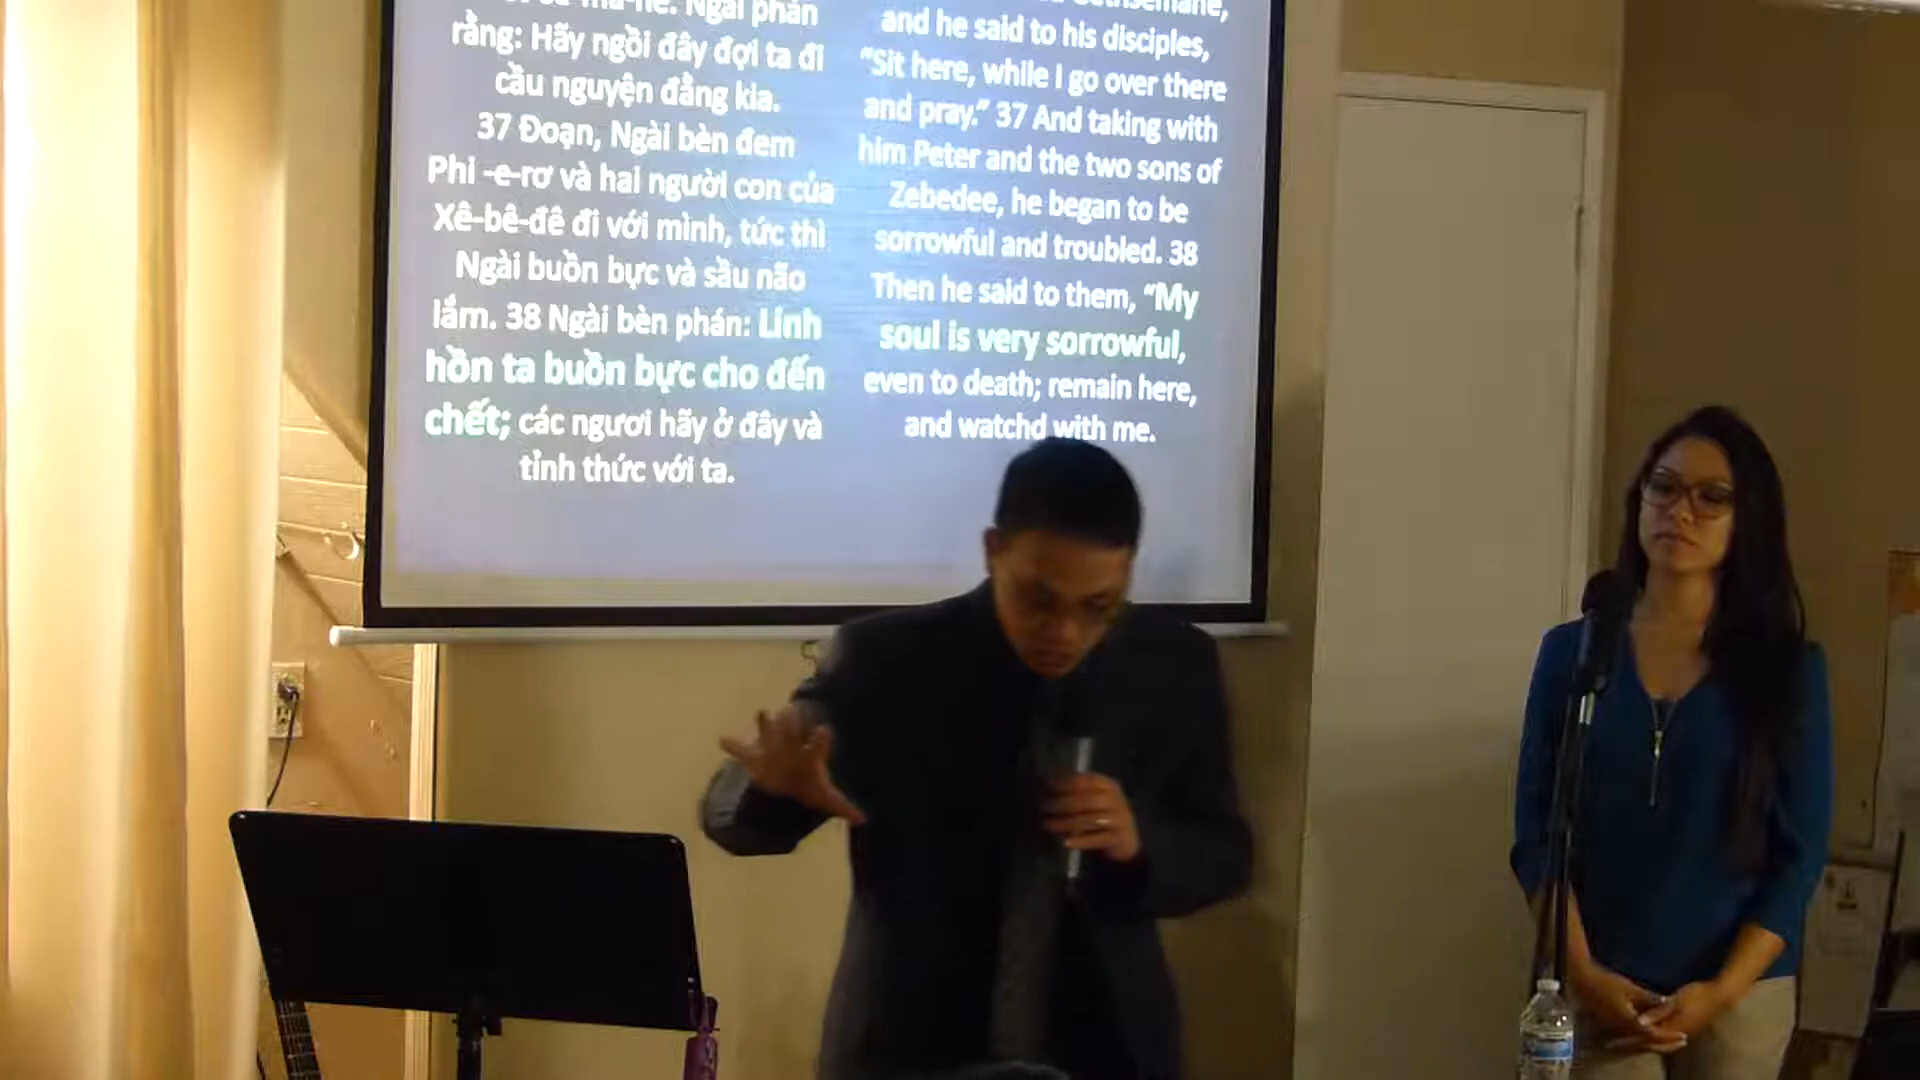 Ngài phán
rằng: Hãy ngồi đây đợi ta đi
cầu nguyện đằng kia.
37 Đoạn, Ngài bèn đem
Phi -e-rơ và hai người con của
Xê-bê-đê đi với mình, tức thì
Ngài buồn bực và sầu não
lắm. 38 Ngài bèn phán: Linh
hồn ta buồn bực cho đến
chết; các ngươi hãy ở đây và
tỉnh thức với ta.
Gethsemane,
and he said to his disciples,
“Sit here, while I go over there
and pray.” 37 And taking with
him Peter and the two sons of
Zebedee, he began to be
sorrowful and troubled. 38
Then he said to them, “My
soul is very sorrowful,
even to death; remain here,
and watchd with me.